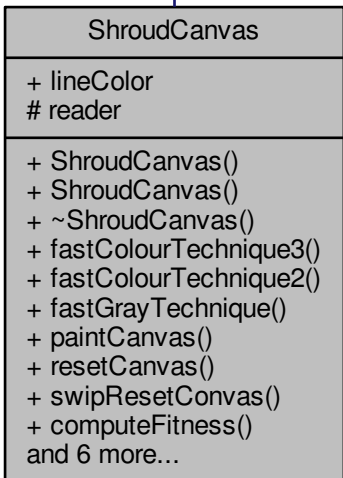 ShroudCanvas
+ lineColor
# reader
+ ShroudCanvas()
+ ShroudCanvas()
+ ~ShroudCanvas()
+ fastColourTechnique3()
+ fastColourTechnique2()
+ fastGrayTechnique()
+ paintCanvas()
+ resetCanvas()
+ swipResetConvas()
+ computeFitness()
and 6 more...